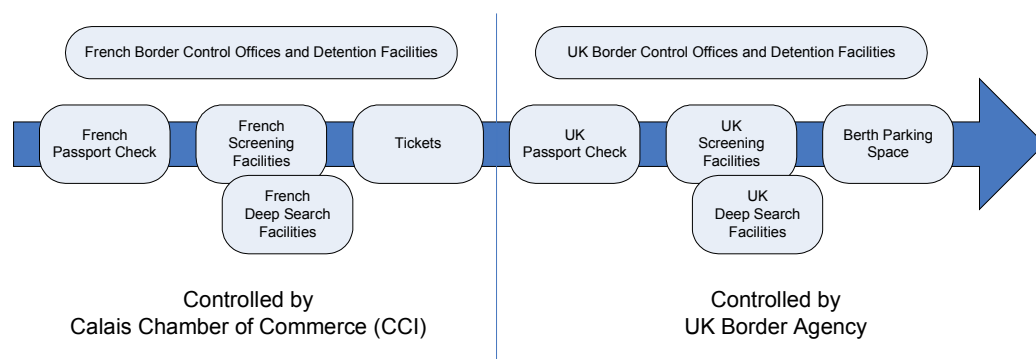 French Border Control Offices and Detention Facilities
UK Border Control Offices and Detention Facilities
French
Passport Check
French
Screening
Facilities
Tickets
UK
Passport Check
UK
Screening
Facilities
Berth Parking
Space
French
Deep Search
Facilities
UK
Deep Search
Facilities
Controlled by
Calais Chamber of Commerce (CCI)
Controlled by
UK Border Agency